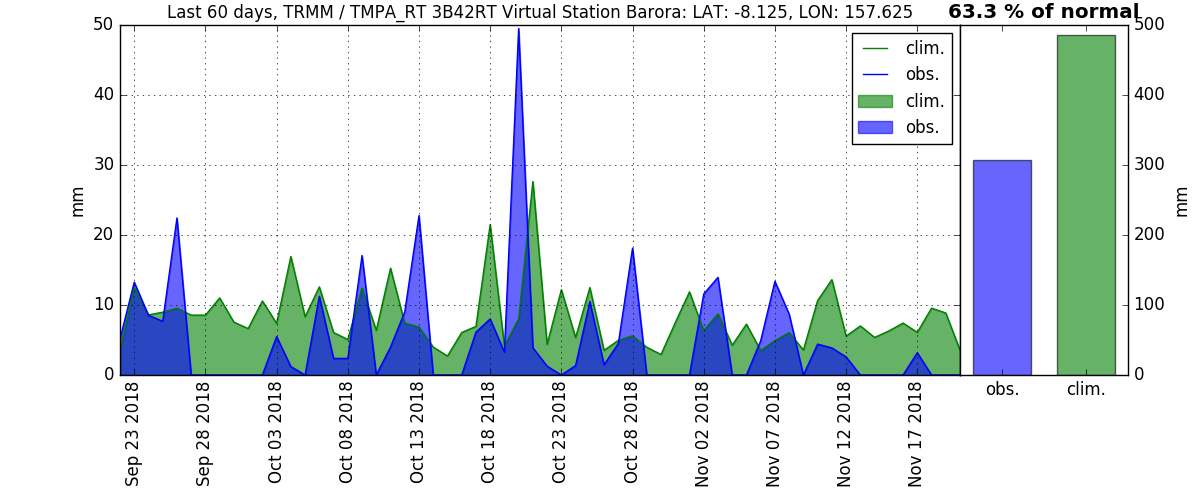 Last 60 days, TRMM / TMPA_RT 3B42RT Virtual Station Barora: LAT: -8.125, LON: 157.625
63.3 % of normal
50
40
30
20
10
0
mm
clim.
obs.
clim.
obs.
500
400
300
200
100
0
mm
obs.
clim.
Sep 23 2018
Sep 28 2018
Oct 03 2018
Oct 08 2018
Oct 13 2018
Oct 18 2018
Oct 23 2018
Oct 28 2018
Nov 02 2018
Nov 07 2018
Nov 12 2018
Nov 17 2018